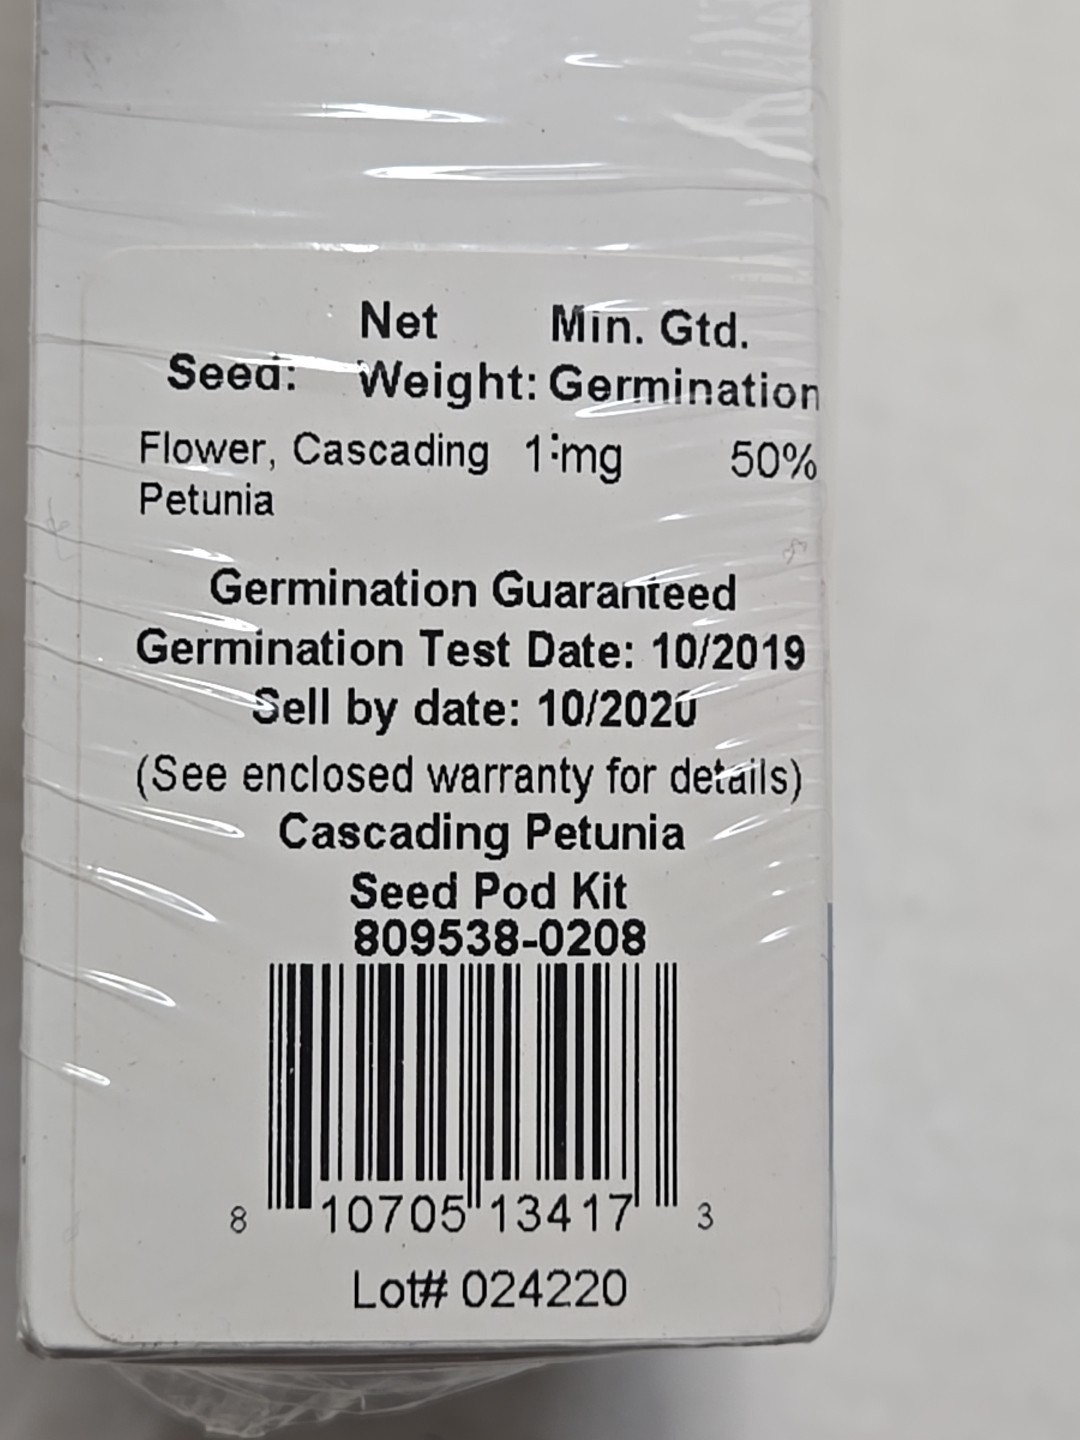 Net Min. Gtd.
Seed: Weight: Germination
Flower, Cascading 1 mg 50%
Petunia
Germination Guaranteed
Germination Test Date: 10/2019
Sell by date: 10/2020
(See enclosed warranty for details)
Cascading Petunia
Seed Pod Kit
809538-0208
8 10705 13417 3
Lot# 024220